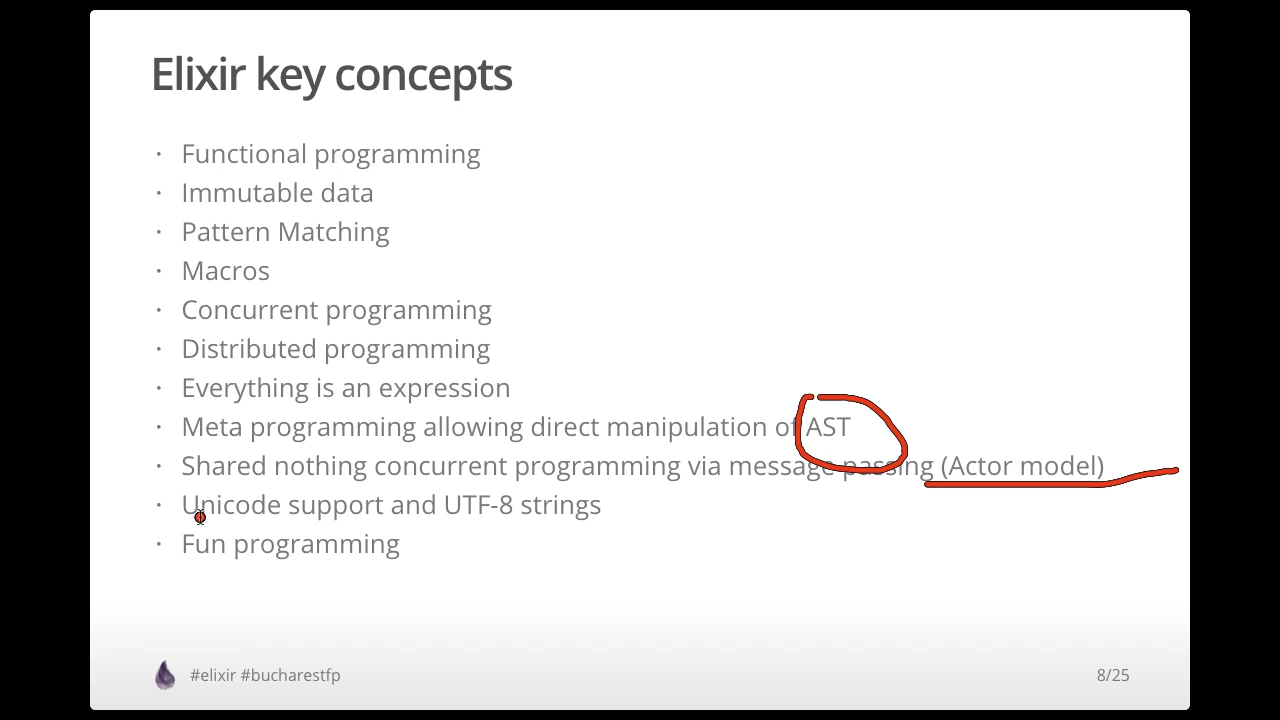 Elixir key concepts
· Functional programming
· Immutable data
· Pattern Matching
· Macros
· Concurrent programming
· Distributed programming
· Everything is an expression
· Meta programming allowing direct manipulation of AST
· Shared nothing concurrent programming via message passing (Actor model)
· Unicode support and UTF-8 strings
· Fun programming
#elixir #bucharestfp
8/25